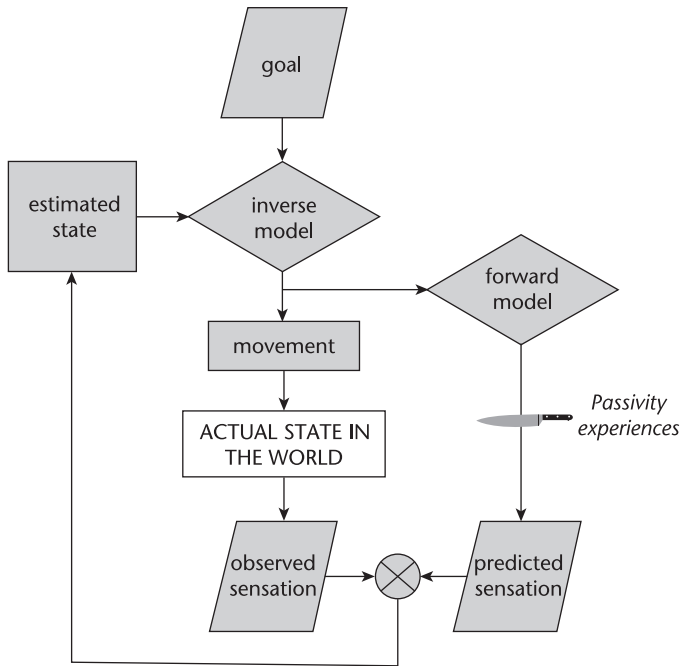 goal
estimated
state
inverse
model
forward
model
movement
Passivity
experiences
ACTUAL STATE IN
THE WORLD
observed
sensation
predicted
sensation